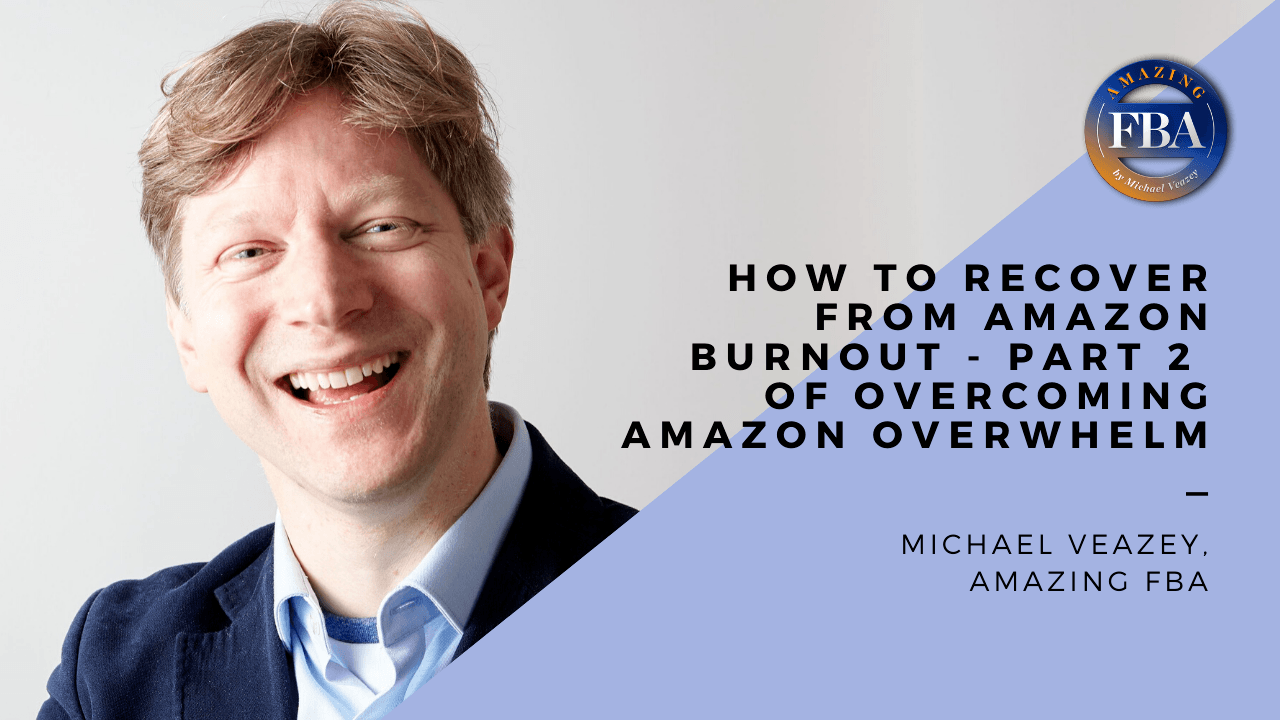 AMAZING
FBA
by Michael Veazey
HOW TO RECOVER
FROM AMAZON
BURNOUT - PART 2
OF OVERCOMING
AMAZON OVERWHELM
–
MICHAEL VEAZEY,
AMAZING FBA